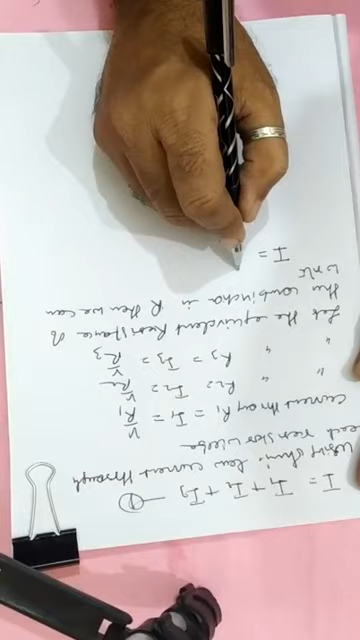 I = I₁ + I₂ + I₃ — ①
Using ohm's law current through
each resistor will be
current through R₁ = I₁ = V/R₁
" " R₂ = I₂ = V/R₂
" " R₃ = I₃ = V/R₃
Let the equivalent Resistance of
this combination is R then we can
write
I =